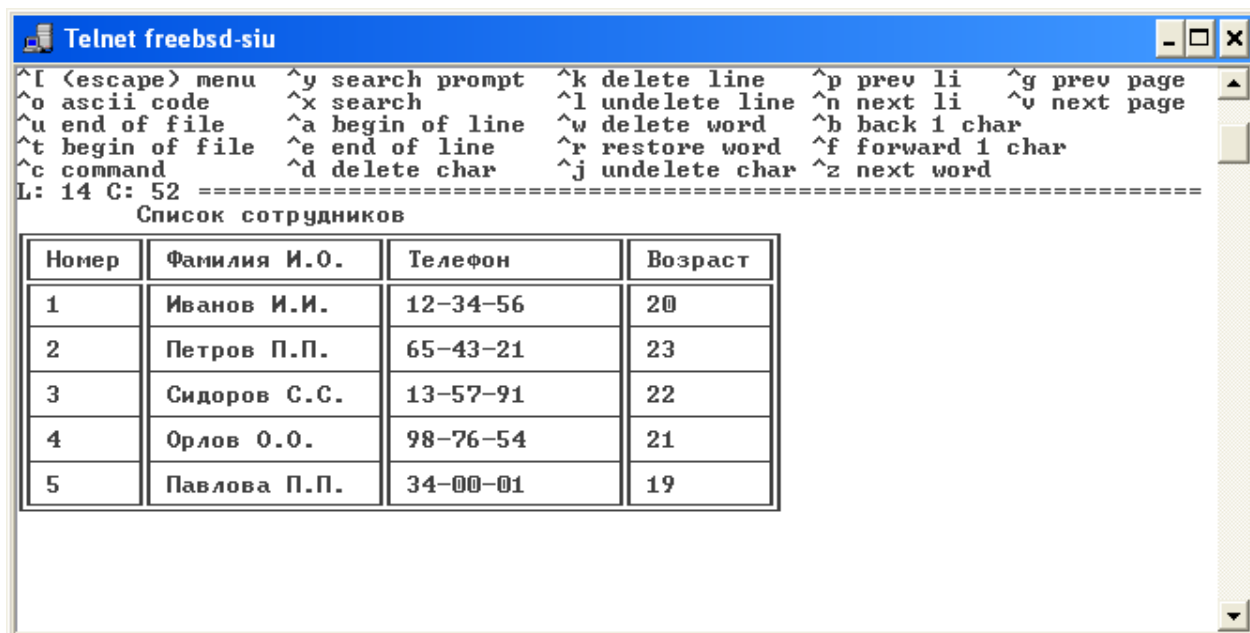 Telnet freebsd-siu
^[ (escape) menu ^y search prompt ^k delete line ^p prev li ^g prev page
^o ascii code ^x search ^l undelete line ^n next li ^v next page
^u end of file ^a begin of line ^w delete word ^b back 1 char
^t begin of file ^e end of line ^r restore word ^f forward 1 char
^c command ^d delete char ^j undelete char ^z next word
L: 14 C: 52 ===================================================================
Список сотрудников
Номер Фамилия И.О. Телефон Возраст
1 Иванов И.И. 12-34-56 20
2 Петров П.П. 65-43-21 23
3 Сидоров С.С. 13-57-91 22
4 Орлов О.О. 98-76-54 21
5 Павлова П.П. 34-00-01 19